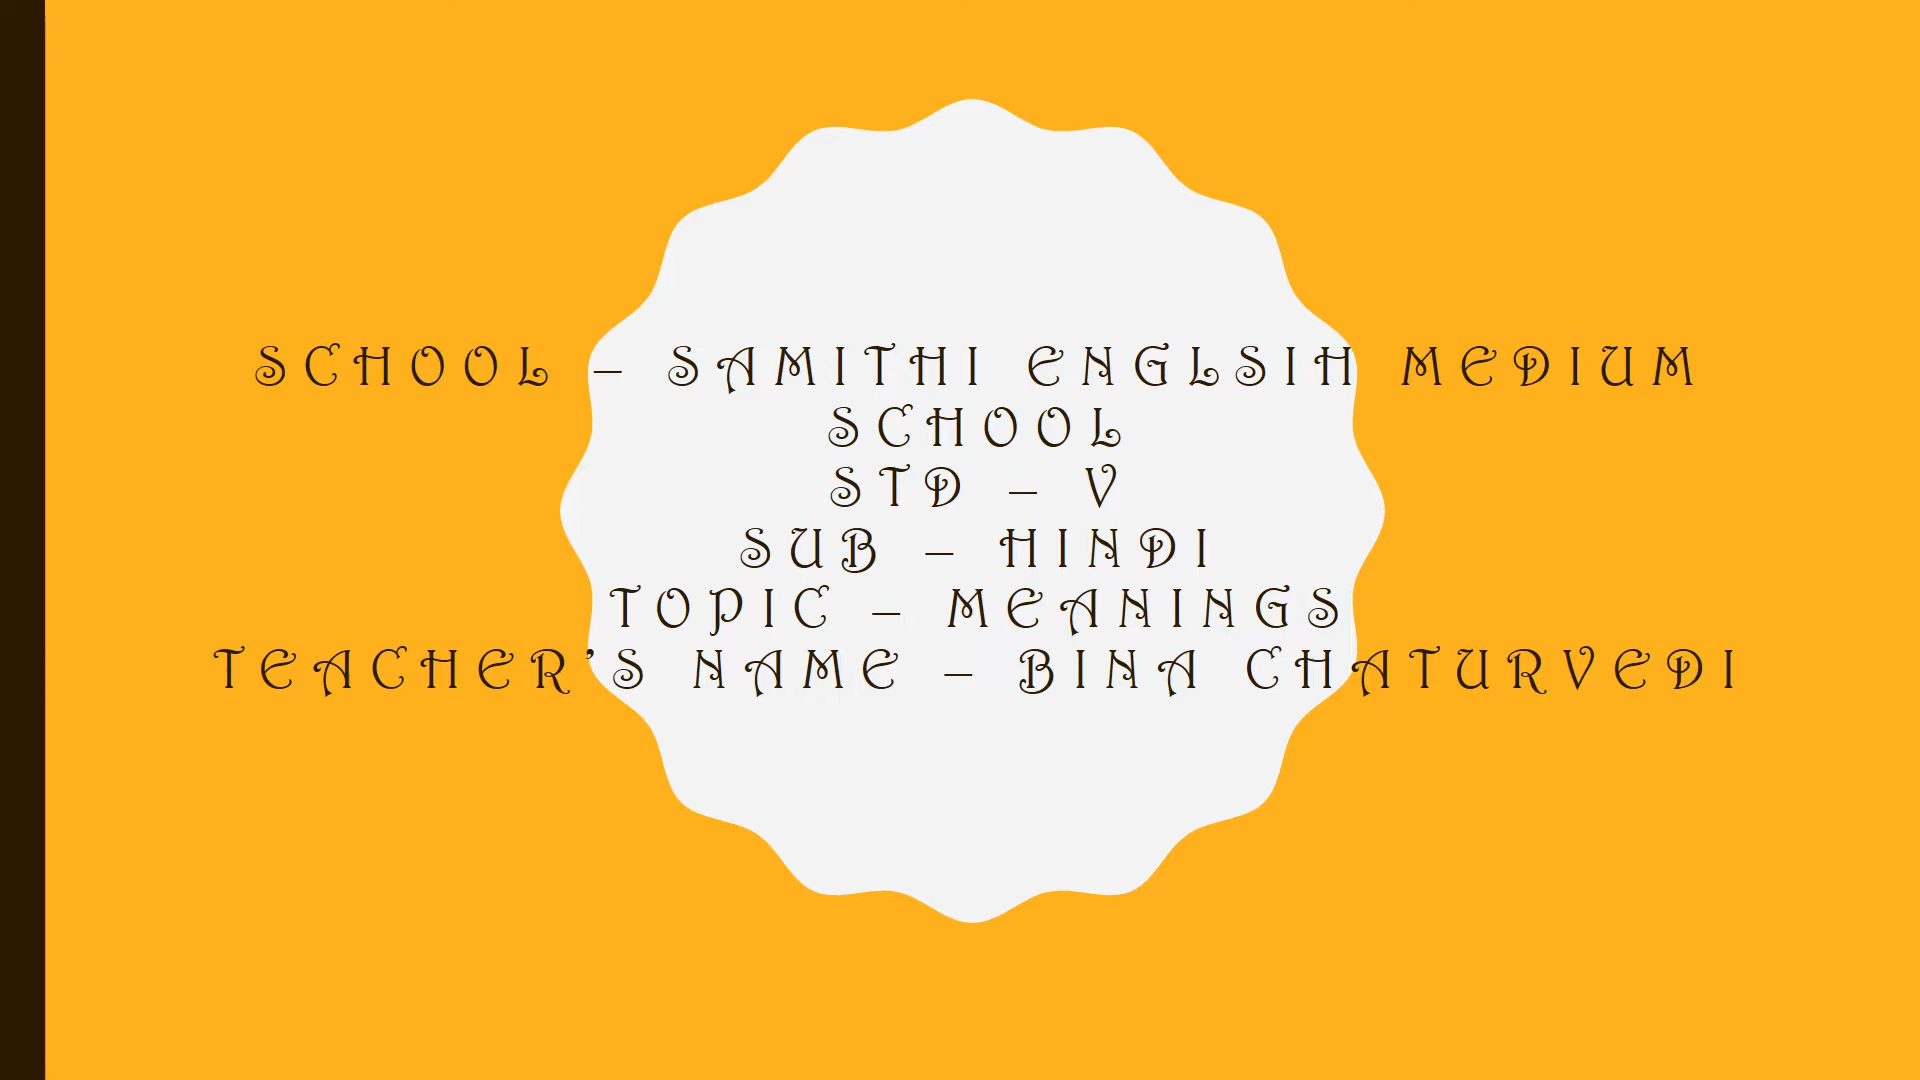 SCHOOL – SAMITHI ENGLSIH MEDIUM
SCHOOL
STD – V
SUB – HINDI
TOPIC – MEANINGS
TEACHER’S NAME – BINA CHATURVEDI